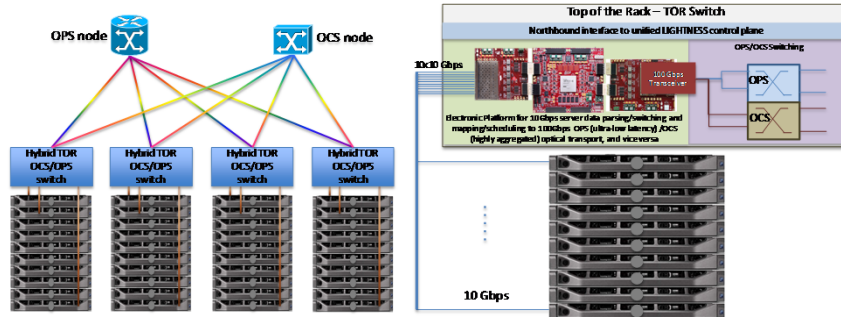 OPS node
OCS node
Hybrid TOR
OCS/OPS
switch
Hybrid TOR
OCS/OPS
switch
Hybrid TOR
OCS/OPS
switch
Hybrid TOR
OCS/OPS
switch
Top of the Rack – TOR Switch
Northbound interface to unified LIGHTNESS control plane
OPS/OCS Switching
10x10 Gbps
100 Gbps
Transceiver
OPS
OCS
Electronic Platform for 10Gbps server data parsing/switching and
mapping/scheduling to 100Gbps OPS (ultra-low latency) /OCS
(highly aggregated) optical transport, and viceversa
10 Gbps